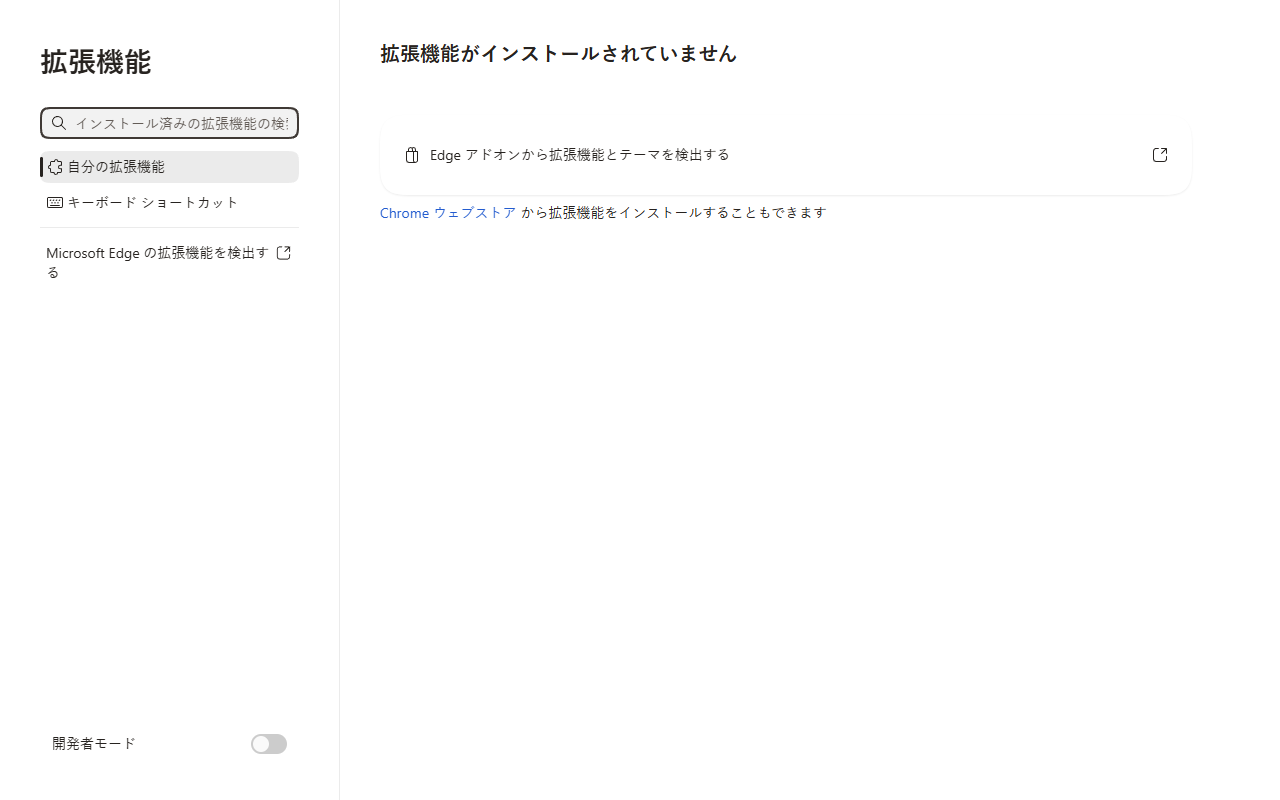 拡張機能
インストール済みの拡張機能の検
自分の拡張機能
キーボード ショートカット
Microsoft Edge の拡張機能を検出す
る
開発者モード
拡張機能がインストールされていません
Edge アドオンから拡張機能とテーマを検出する
Chrome ウェブストア から拡張機能をインストールすることもできます